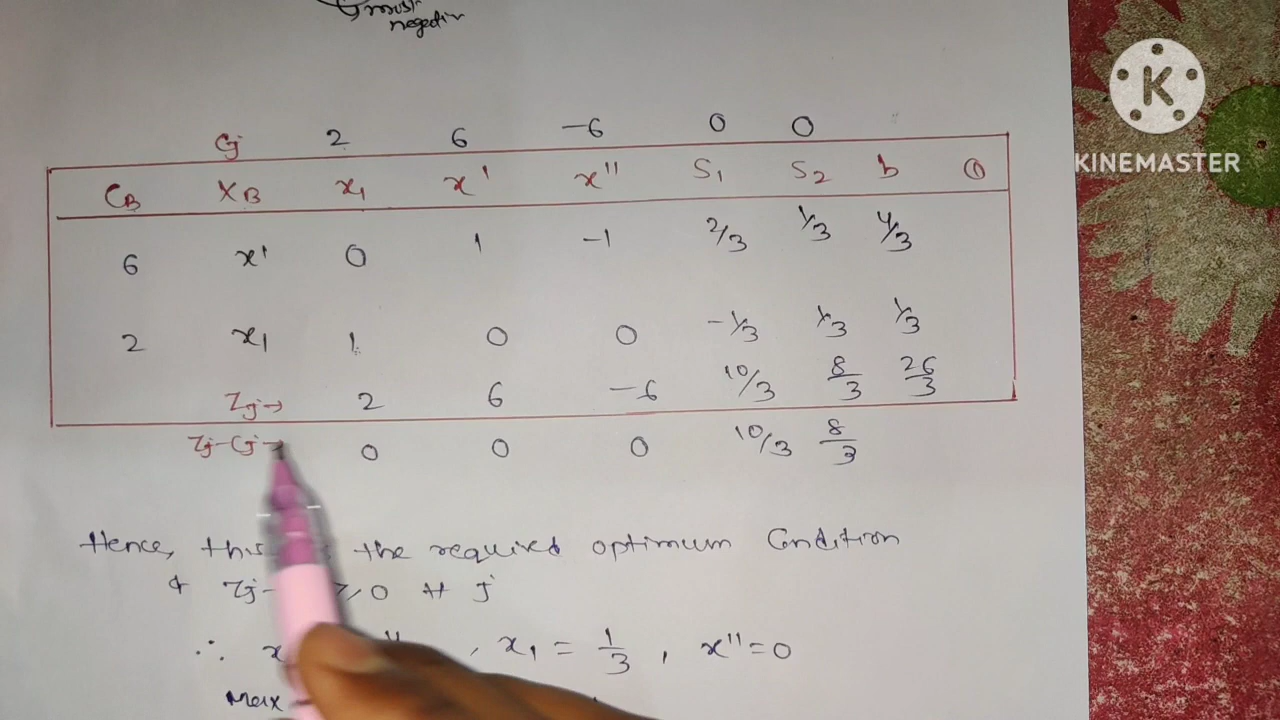 must
negative
Cj 2 6 -6 0 0
CB XB x1 x' x'' S1 S2 b θ
6 x' 0 1 -1 2/3 1/3 4/3
2 x1 1 0 0 -1/3 1/3 1/3
Zj→ 2 6 -6 10/3 8/3 26/3
Zj-Cj→ 0 0 0 10/3 8/3
Hence, this the required optimum Condition
& Zj- ≥0 ∀ j
∴ x , x1 = 1/3 , x''=0
Max
K
KINEMASTER